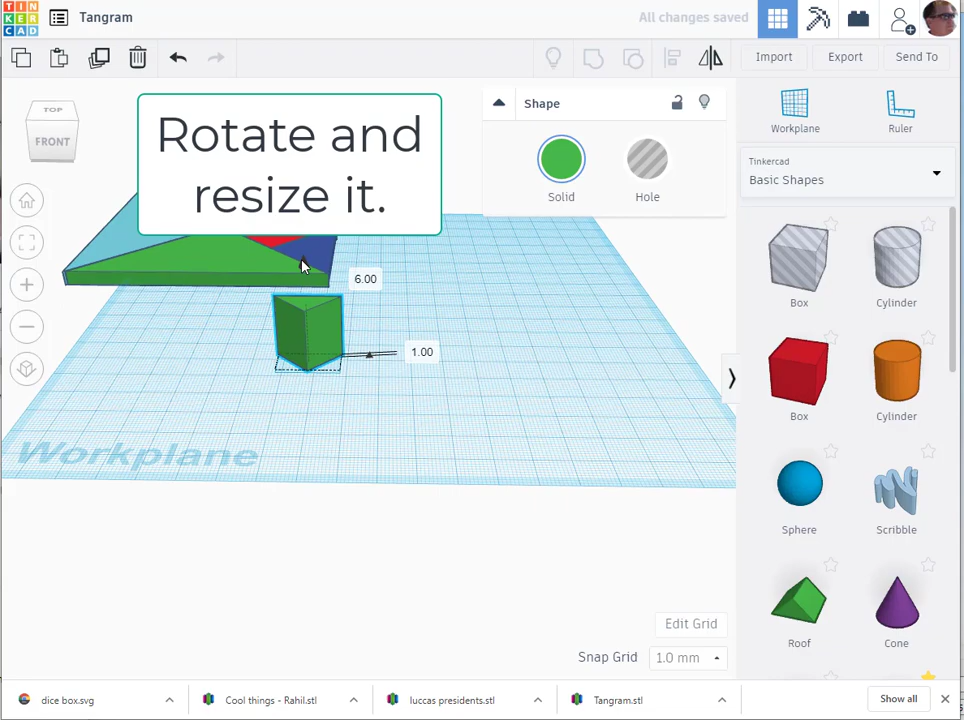 TIN
KER
CAD
Tangram
All changes saved
Import
Export
Send To
TOP
FRONT
Rotate and
resize it.
Shape
Solid
Hole
Workplane
Ruler
Tinkercad
Basic Shapes
6.00
1.00
Workplane
Box
Cylinder
Box
Cylinder
Sphere
Scribble
Roof
Cone
Edit Grid
Snap Grid
1.0 mm
dice box.svg
Cool things - Rahil.stl
luccas presidents.stl
Tangram.stl
Show all